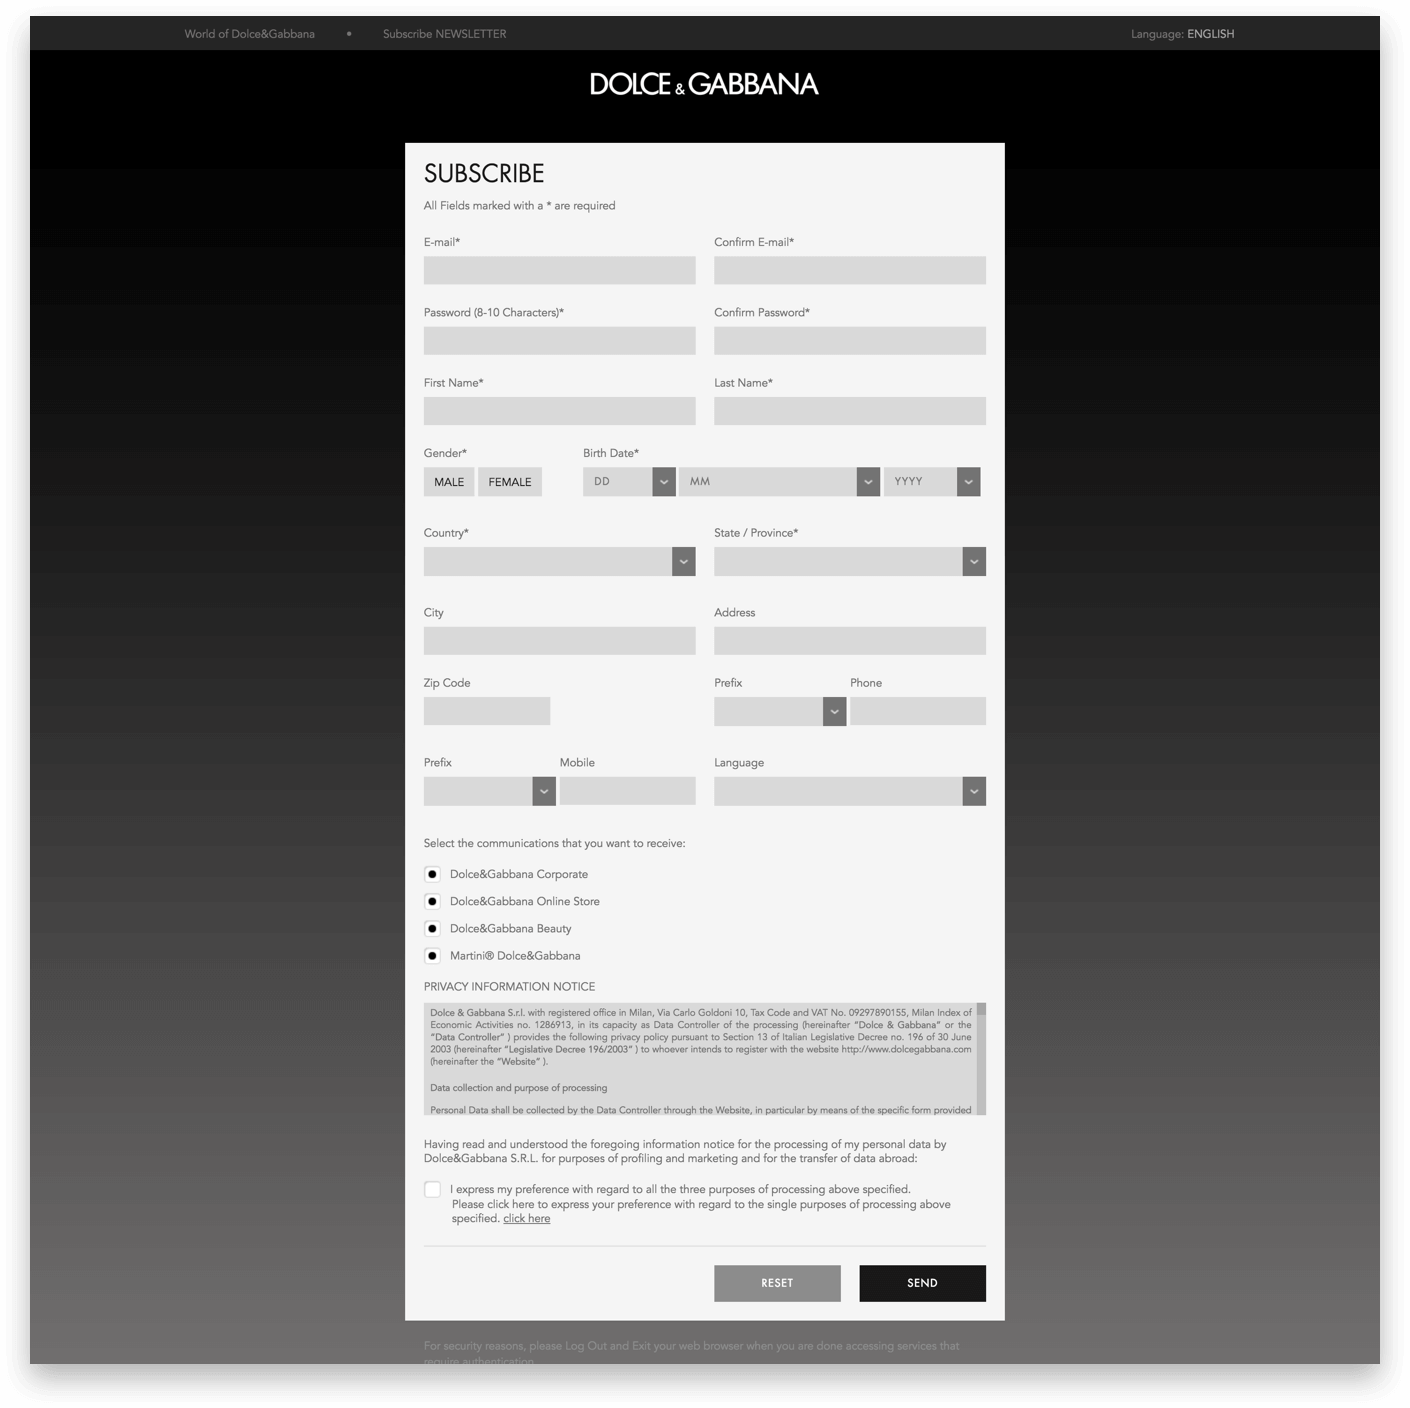 World of Dolce&Gabbana • Subscribe NEWSLETTER Language: ENGLISH
DOLCE & GABBANA
SUBSCRIBE
All Fields marked with a * are required
E-mail* Confirm E-mail*
Password (8-10 Characters)* Confirm Password*
First Name* Last Name*
Gender* Birth Date*
MALE FEMALE DD MM YYYY
Country* State / Province*
City Address
Zip Code Prefix Phone
Prefix Mobile Language
Select the communications that you want to receive:
Dolce&Gabbana Corporate
Dolce&Gabbana Online Store
Dolce&Gabbana Beauty
Martini® Dolce&Gabbana
PRIVACY INFORMATION NOTICE
Dolce & Gabbana S.r.l. with registered office in Milan, Via Carlo Goldoni 10, Tax Code and VAT No. 09297890155, Milan Index of
Economic Activities no. 1286913, in its capacity as Data Controller of the processing (hereinafter “Dolce & Gabbana” or the
“Data Controller” ) provides the following privacy policy pursuant to Section 13 of Italian Legislative Decree no. 196 of 30 June
2003 (hereinafter “Legislative Decree 196/2003” ) to whoever intends to register with the website http://www.dolcegabbana.com
(hereinafter the “Website” ).
Data collection and purpose of processing
Personal Data shall be collected by the Data Controller through the Website, in particular by means of the specific form provided
Having read and understood the foregoing information notice for the processing of my personal data by
Dolce&Gabbana S.R.L. for purposes of profiling and marketing and for the transfer of data abroad:
I express my preference with regard to all the three purposes of processing above specified.
Please click here to express your preference with regard to the single purposes of processing above
specified. click here
RESET SEND
For security reasons, please Log Out and Exit your web browser when you are done accessing services that
require authentication